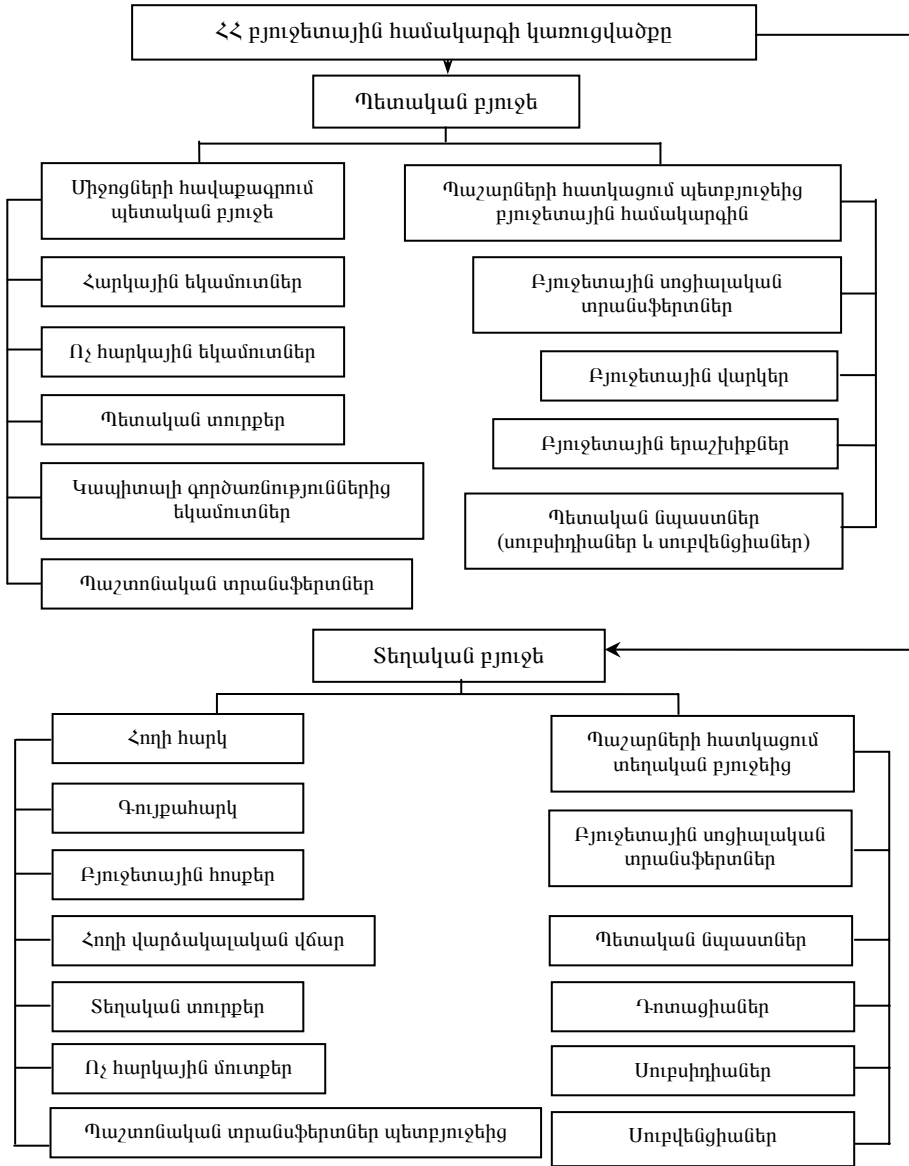 ՀՀ բյուջետային համակարգի կառուցվածքը
Պետական բյուջե
Միջոցների հավաքագրում
պետական բյուջե
Հարկային եկամուտներ
Ոչ հարկային եկամուտներ
Պետական տուրքեր
Կապիտալի գործառնություններից
եկամուտներ
Պաշտոնական տրանսֆերտներ
Պաշարների հատկացում պետբյուջեից
բյուջետային համակարգին
Բյուջետային սոցիալական
տրանսֆերտներ
Բյուջետային վարկեր
Բյուջետային երաշխիքներ
Պետական նպաստներ
(սուբսիդիաներ և սուբվենցիաներ)
Տեղական բյուջե
Հողի հարկ
Գույքահարկ
Բյուջետային հոսքեր
Հողի վարձակալական վճար
Տեղական տուրքեր
Ոչ հարկային մուտքեր
Պաշտոնական տրանսֆերտներ պետբյուջեից
Պաշարների հատկացում
տեղական բյուջեից
Բյուջետային սոցիալական
տրանսֆերտներ
Պետական նպաստներ
Դոտացիաներ
Սուբսիդիաներ
Սուբվենցիաներ